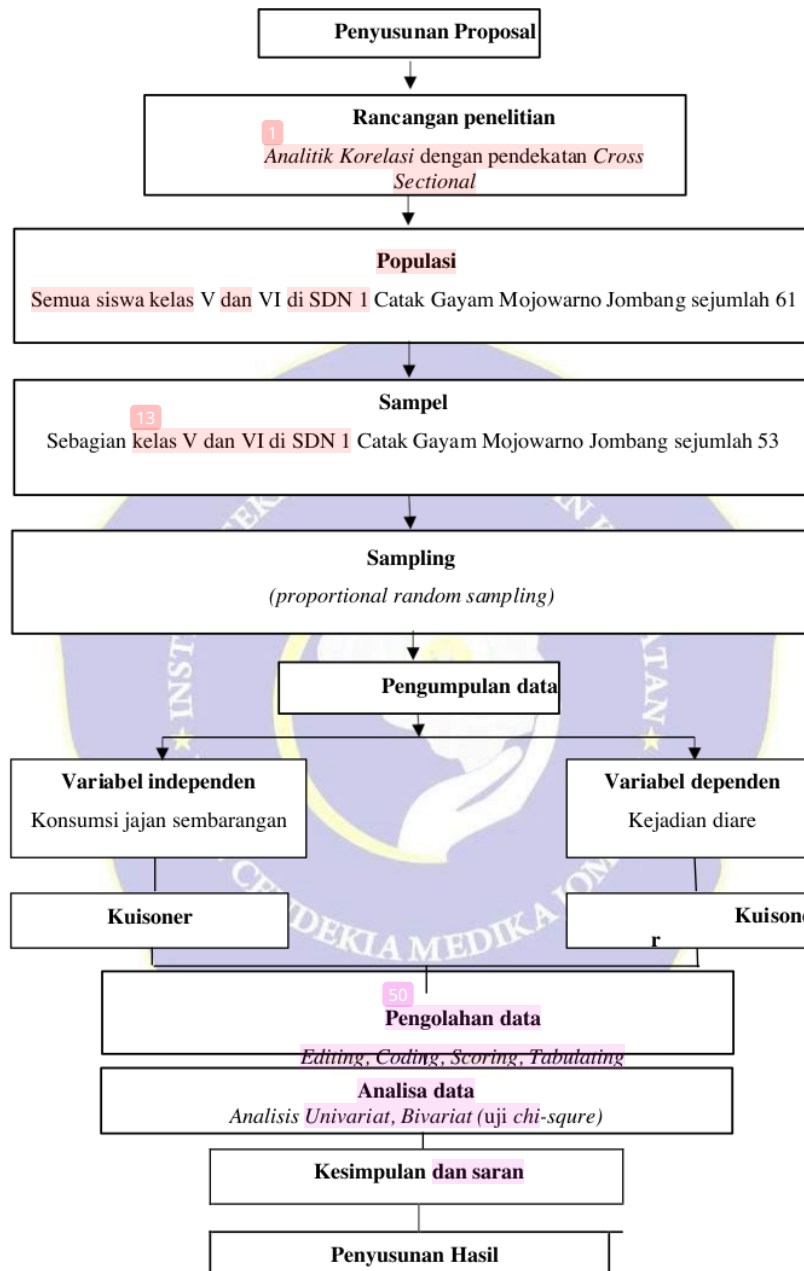 Penyusunan Proposal
Rancangan penelitian
1
Analitik Korelasi dengan pendekatan Cross
Sectional
Populasi
Semua siswa kelas V dan VI di SDN 1 Catak Gayam Mojowarno Jombang sejumlah 61
Sampel
13
Sebagian kelas V dan VI di SDN 1 Catak Gayam Mojowarno Jombang sejumlah 53
Sampling
(proportional random sampling)
Pengumpulan data
Variabel independen
Konsumsi jajan sembarangan
Variabel dependen
Kejadian diare
Kuisoner
Kuisone
r
50
Pengolahan data
Editing, Coding, Scoring, Tabulating
Analisa data
Analisis Univariat, Bivariat (uji chi-squre)
Kesimpulan dan saran
Penyusunan Hasil
MEDIKA